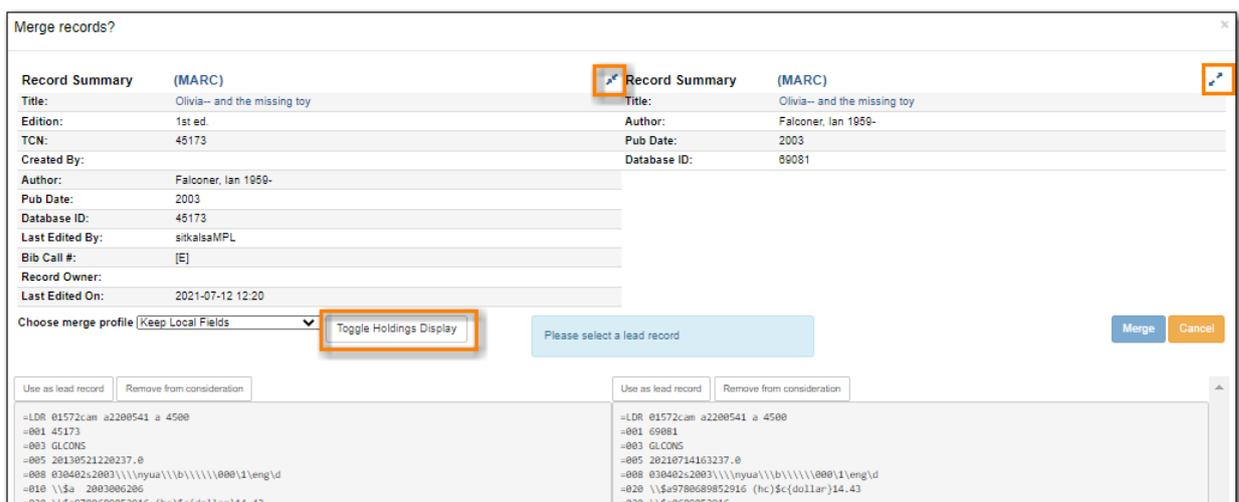 Merge records?
×
Record Summary (MARC)
Title: Olivia-- and the missing toy
Edition: 1st ed.
TCN: 45173
Created By:
Author: Falconer, Ian 1959-
Pub Date: 2003
Database ID: 45173
Last Edited By: sitkalsaMPL
Bib Call #: [E]
Record Owner:
Last Edited On: 2021-07-12 12:20
Record Summary (MARC)
Title: Olivia-- and the missing toy
Author: Falconer, Ian 1959-
Pub Date: 2003
Database ID: 69081
Choose merge profile Keep Local Fields Toggle Holdings Display Please select a lead record Merge Cancel
Use as lead record Remove from consideration
=LDR 01572cam a2200541 a 4500
=001 45173
=003 GLCONS
=005 20130521220237.0
=008 030402s2003\\\\nyua\\\b\\\\\\000\1\eng\d
=010 \\$a  2003006206
Use as lead record Remove from consideration
=LDR 01572cam a2200541 a 4500
=001 69081
=003 GLCONS
=005 20210714163237.0
=008 030402s2003\\\\nyua\\\b\\\\\\000\1\eng\d
=020 \\$a9780689852916 (hc)$c{dollar}14.43